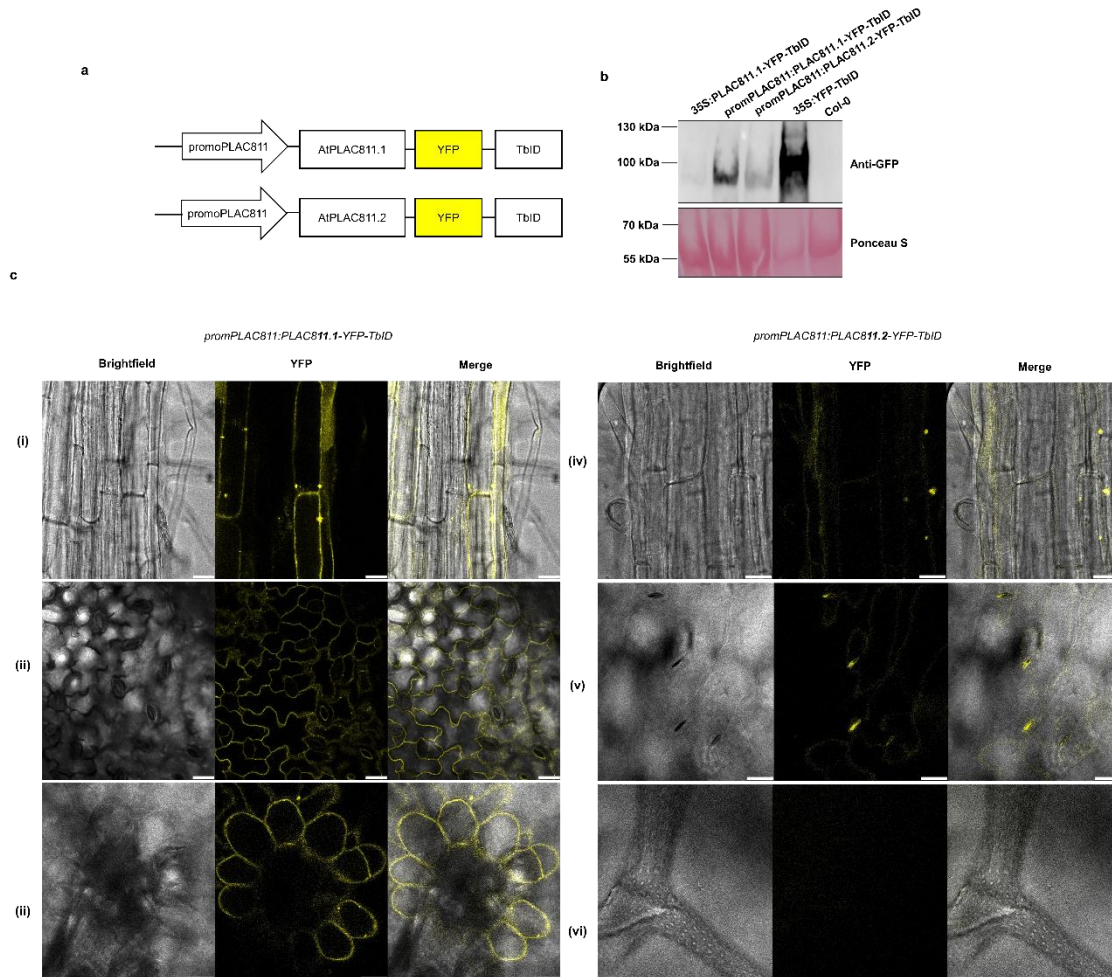 a
promoPLAC811
AtPLAC811.1
YFP
TbID
promoPLAC811
AtPLAC811.2
YFP
TbID
b
35S:PLAC811.1-YFP-TbID
promPLAC811:PLAC811.1-YFP-TbID
promPLAC811:PLAC811.2-YFP-TbID
35S:YFP-TbID
Col-0
130 kDa
100 kDa
Anti-GFP
70 kDa
55 kDa
Ponceau S
c
promPLAC811:PLAC811.1-YFP-TbID
Brightfield YFP Merge
(i)
(ii)
(ii)
promPLAC811:PLAC811.2-YFP-TbID
Brightfield YFP Merge
(iv)
(v)
(vi)